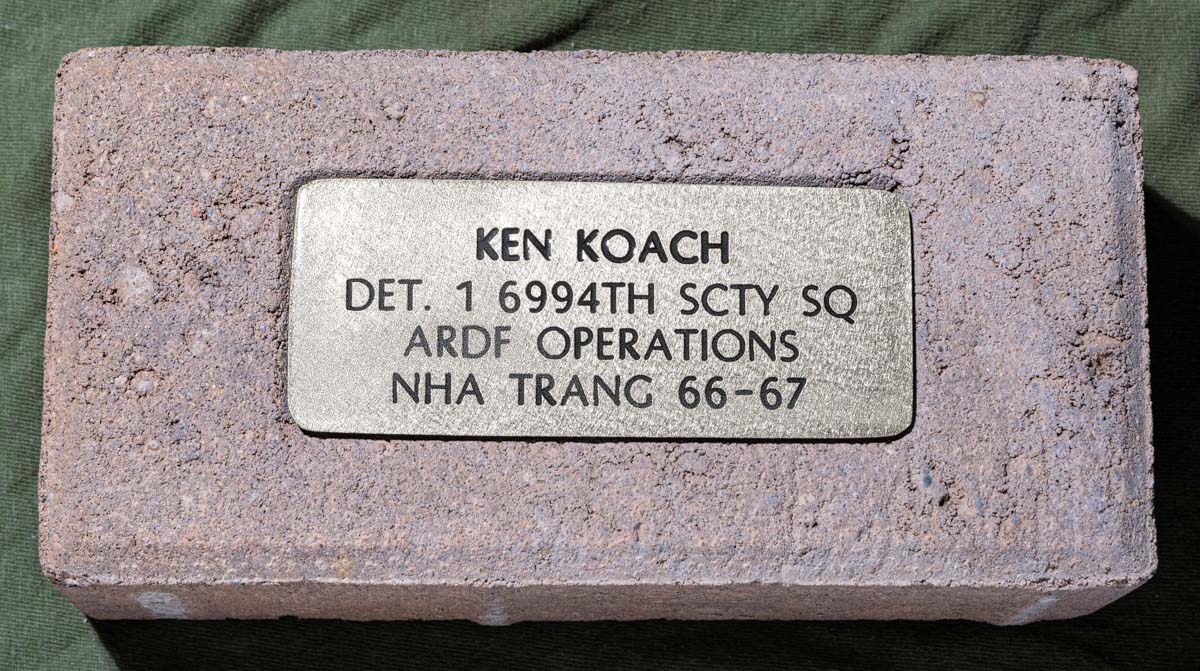 KEN KOACH
DET. 1 6994TH SCTY SQ
ARDF OPERATIONS
NHA TRANG 66-67